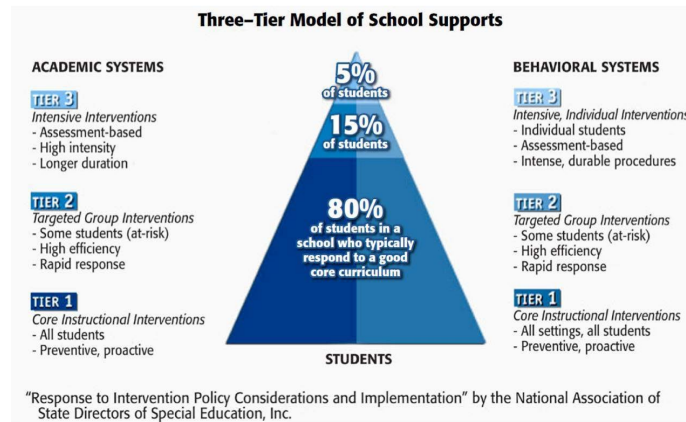 Three–Tier Model of School Supports
ACADEMIC SYSTEMS
TIER 3
Intensive Interventions
- Assessment-based
- High intensity
- Longer duration
TIER 2
Targeted Group Interventions
- Some students (at-risk)
- High efficiency
- Rapid response
TIER 1
Core Instructional Interventions
- All students
- Preventive, proactive
5%
of students
15%
of students
80%
of students in a
school who typically
respond to a good
core curriculum
STUDENTS
BEHAVIORAL SYSTEMS
TIER 3
Intensive, Individual Interventions
- Individual students
- Assessment-based
- Intense, durable procedures
TIER 2
Targeted Group Interventions
- Some students (at-risk)
- High efficiency
- Rapid response
TIER 1
Core Instructional Interventions
- All settings, all students
- Preventive, proactive
“Response to Intervention Policy Considerations and Implementation” by the National Association of
State Directors of Special Education, Inc.